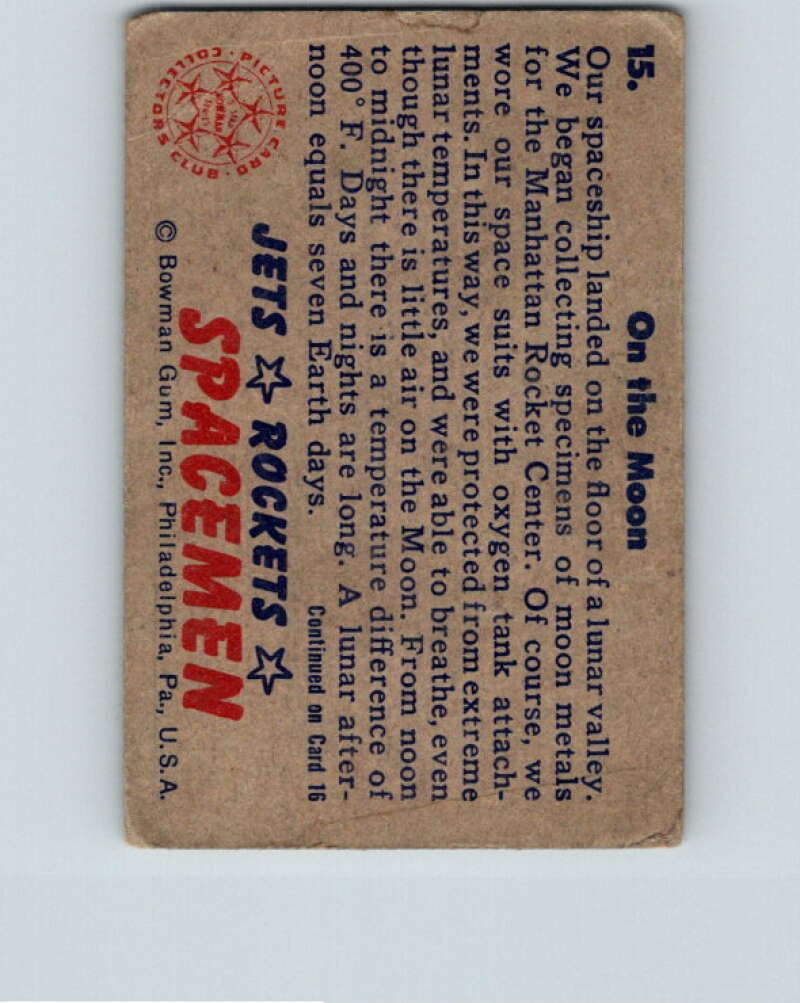 15. On the Moon
Our spaceship landed on the floor of a lunar valley.
We began collecting specimens of moon metals
for the Manhattan Rocket Center. Of course, we
wore our space suits with oxygen tank attach-
ments. In this way, we were protected from extreme
lunar temperatures, and were able to breathe, even
though there is little air on the Moon. From noon
to midnight there is a temperature difference of
400° F. Days and nights are long. A lunar after-
noon equals seven Earth days.
Continued on Card 16
JETS ☆ ROCKETS ☆
SPACEMEN
© Bowman Gum, Inc., Philadelphia, Pa., U.S.A.
PICTURE CARD COLLECTORS CLUB
BOWMAN